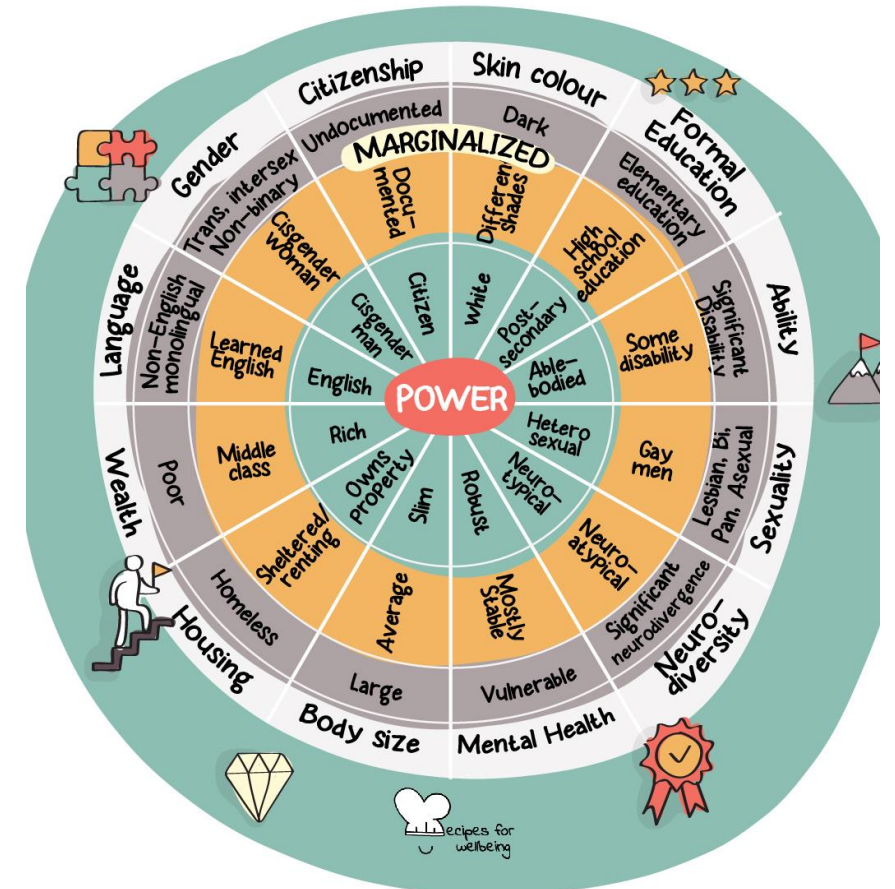 Citizenship
Undocumented
Docu-
mented
Citizen
Skin colour
Dark
Different
shades
White
Formal
Education
Elementary
education
High
school
education
Post-
secondary
Ability
Significant
Disability
Some
disability
Able-
bodied
Sexuality
Lesbian, Bi,
Pan, Asexual
Gay
men
Hetero
sexual
Neuro-
diversity
Significant
neurodivergence
Neuro-
atypical
Neuro-
typical
Mental Health
Vulnerable
Mostly
Stable
Robust
Body size
Large
Average
Slim
Housing
Homeless
Sheltered/
renting
Owns
property
Wealth
Poor
Middle
class
Rich
Language
Non-English
monolingual
Learned
English
English
Gender
Trans, intersex
Non-binary
Cisgender
woman
Cisgender
man
MARGINALIZED
POWER
ecipes for
wellbeing